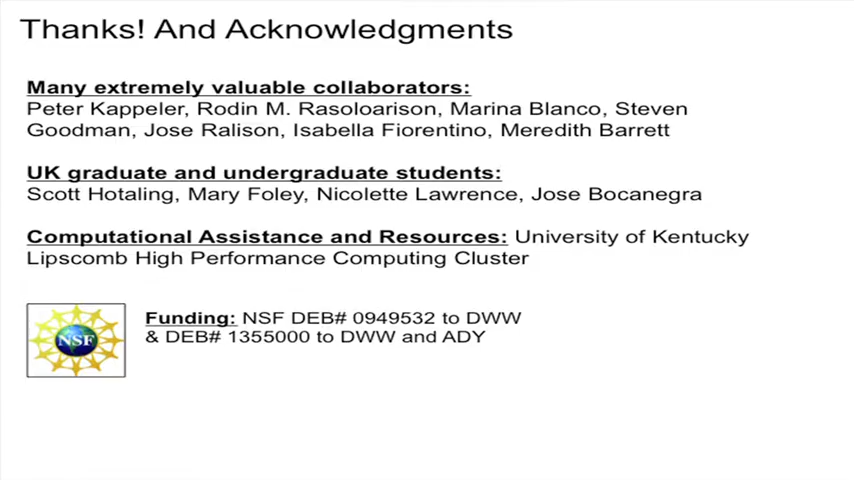 Thanks! And Acknowledgments
Many extremely valuable collaborators:
Peter Kappeler, Rodin M. Rasoloarison, Marina Blanco, Steven
Goodman, Jose Ralison, Isabella Fiorentino, Meredith Barrett
UK graduate and undergraduate students:
Scott Hotaling, Mary Foley, Nicolette Lawrence, Jose Bocanegra
Computational Assistance and Resources: University of Kentucky
Lipscomb High Performance Computing Cluster
NSF
Funding: NSF DEB# 0949532 to DWW
& DEB# 1355000 to DWW and ADY